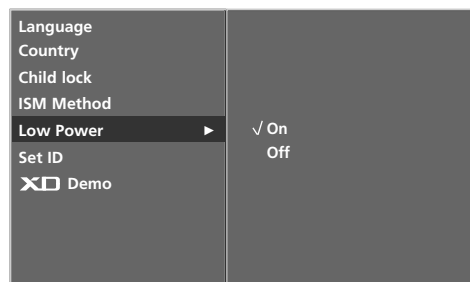 Language
Country
Child lock
ISM Method
Low Power ►
√ On
Off
Set ID
XD Demo